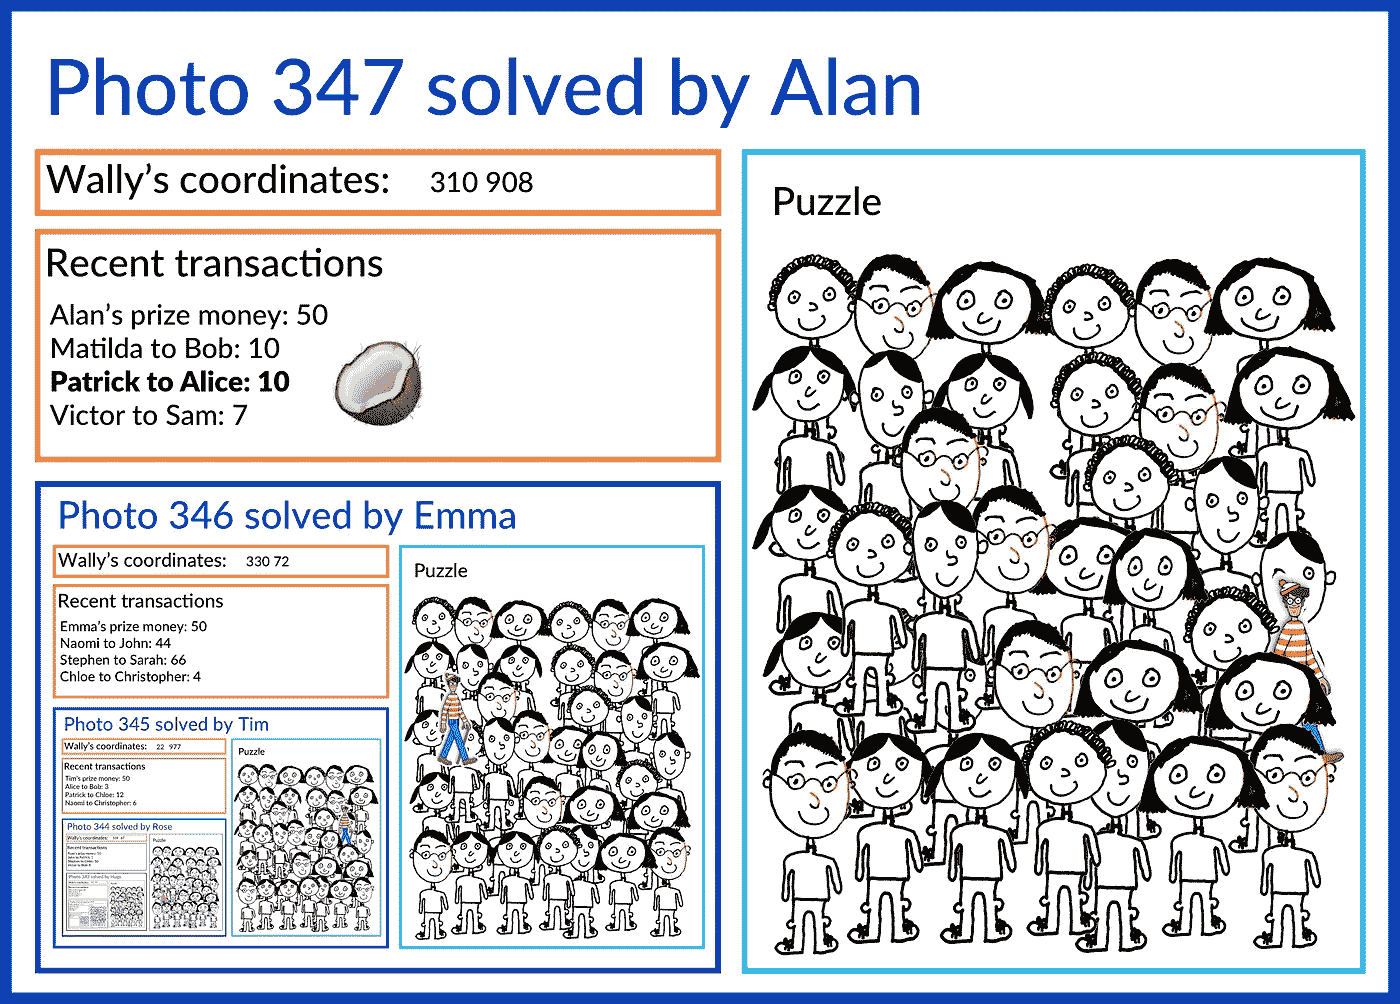 Photo 347 solved by Alan
Wally’s coordinates: 310 908
Recent transactions
Alan’s prize money: 50
Matilda to Bob: 10
Patrick to Alice: 10
Victor to Sam: 7
Puzzle
Photo 346 solved by Emma
Wally’s coordinates: 330 72
Recent transactions
Emma’s prize money: 50
Naomi to John: 44
Stephen to Sarah: 66
Chloe to Christopher: 4
Puzzle
Photo 345 solved by Tim
Wally’s coordinates: 22 977
Recent transactions
Tim’s prize money: 50
Alice to Bob: 3
Patrick to Chloe: 12
Naomi to Christopher: 6
Puzzle
Photo 344 solved by Rose
Wally’s coordinates:
Recent transactions
Puzzle
Photo 343 solved by Hugo